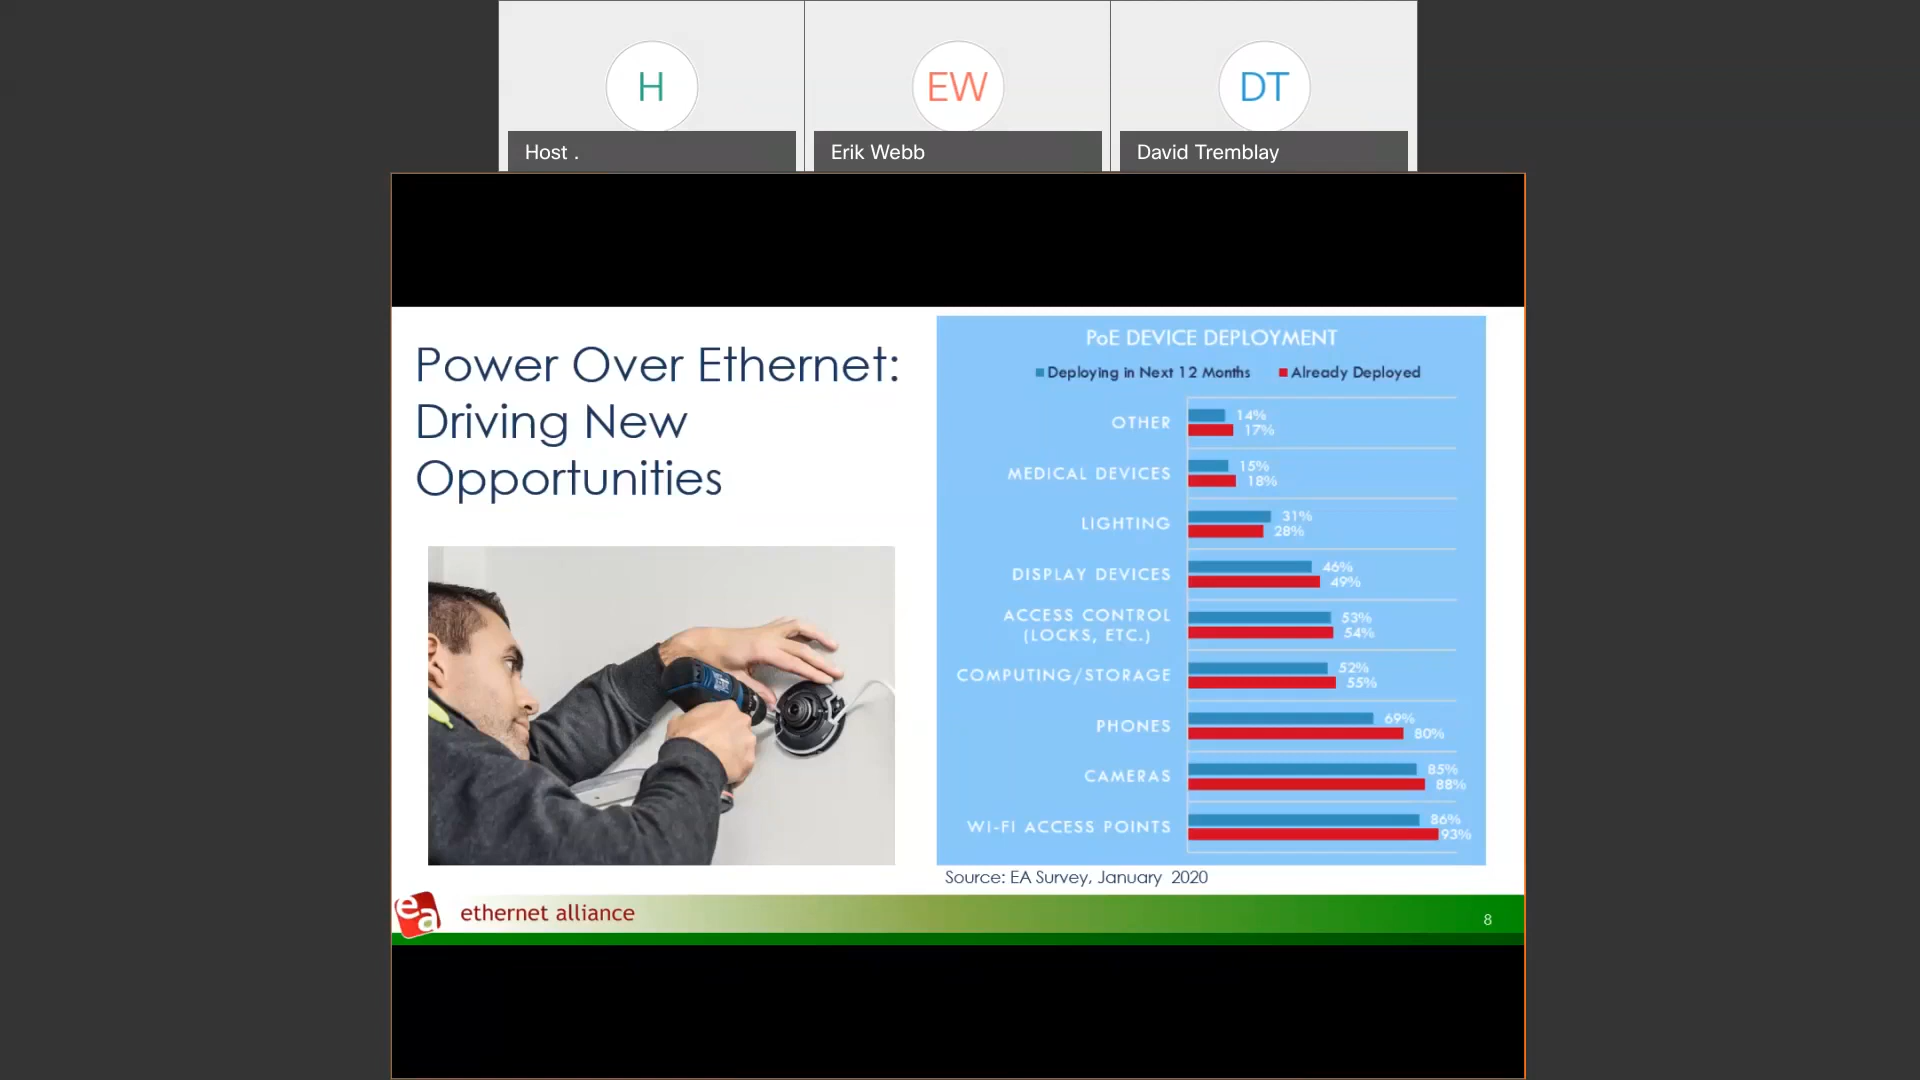 H
EW
DT
Host .
Erik Webb
David Tremblay
Power Over Ethernet:
Driving New
Opportunities
PoE DEVICE DEPLOYMENT
Deploying in Next 12 Months
Already Deployed
OTHER
14%
17%
MEDICAL DEVICES
15%
18%
LIGHTING
31%
28%
DISPLAY DEVICES
46%
49%
ACCESS CONTROL
(LOCKS, ETC.)
53%
54%
COMPUTING/STORAGE
52%
55%
PHONES
69%
80%
CAMERAS
85%
88%
WI-FI ACCESS POINTS
86%
93%
Source: EA Survey, January 2020
ea
ethernet alliance
8